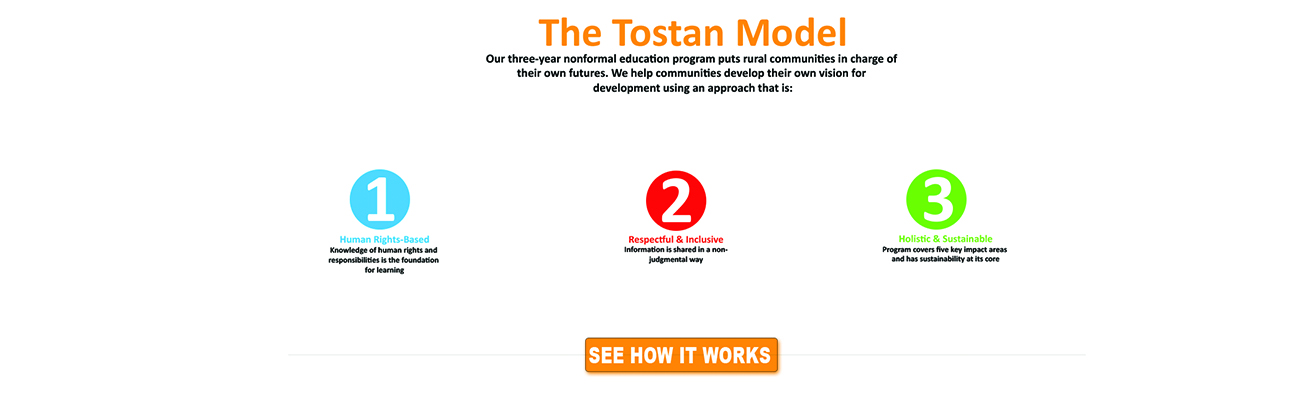 The Tostan Model
Our three-year nonformal education program puts rural communities in charge of
their own futures. We help communities develop their own vision for
development using an approach that is:
1
Human Rights-Based
Knowledge of human rights and
responsibilities is the foundation
for learning
2
Respectful & Inclusive
Information is shared in a non-
judgmental way
3
Holistic & Sustainable
Program covers five key impact areas
and has sustainability at its core
SEE HOW IT WORKS